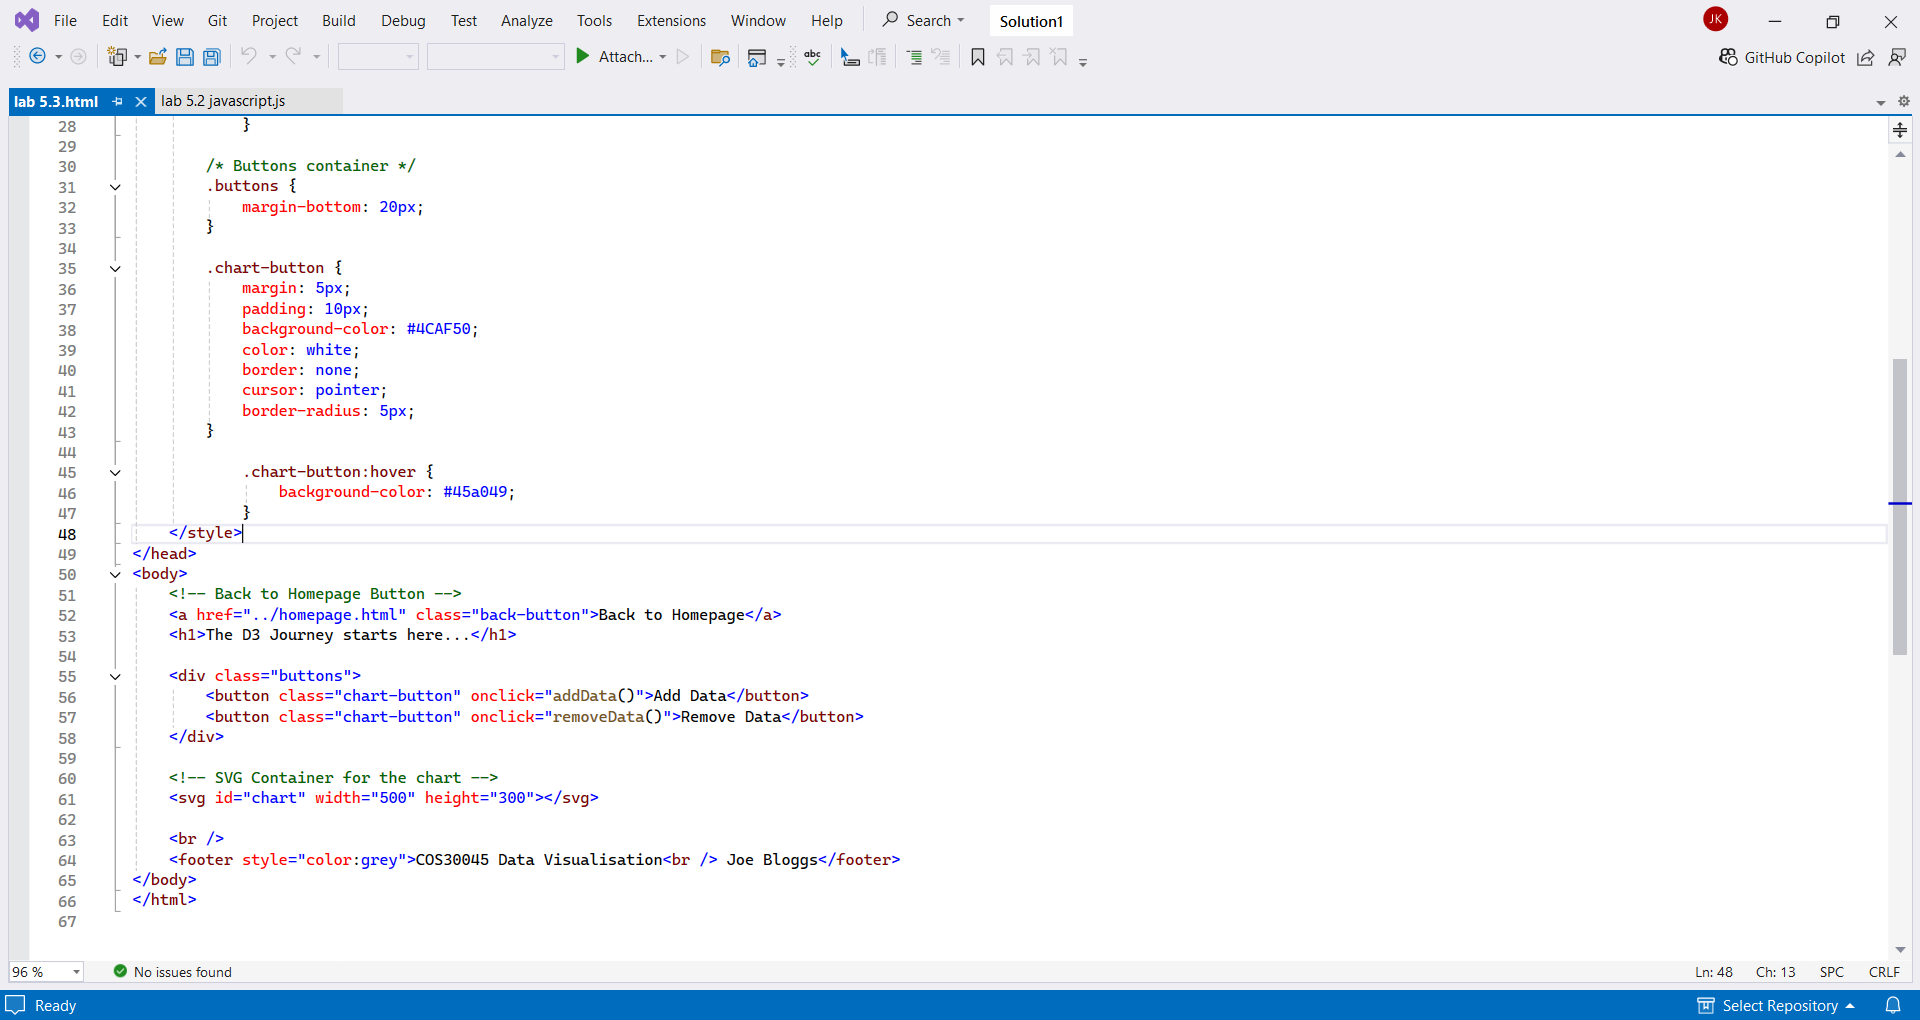 File Edit View Git Project Build Debug Test Analyze Tools Extensions Window Help Search Solution1 JK
Attach... abc GitHub Copilot
lab 5.3.html lab 5.2 javascript.js
28 }
29
30 /* Buttons container */
31 .buttons {
32 margin-bottom: 20px;
33 }
34
35 .chart-button {
36 margin: 5px;
37 padding: 10px;
38 background-color: #4CAF50;
39 color: white;
40 border: none;
41 cursor: pointer;
42 border-radius: 5px;
43 }
44
45 .chart-button:hover {
46 background-color: #45a049;
47 }
48 </style>
49 </head>
50 <body>
51 <!-- Back to Homepage Button -->
52 <a href="../homepage.html" class="back-button">Back to Homepage</a>
53 <h1>The D3 Journey starts here...</h1>
54
55 <div class="buttons">
56 <button class="chart-button" onclick="addData()">Add Data</button>
57 <button class="chart-button" onclick="removeData()">Remove Data</button>
58 </div>
59
60 <!-- SVG Container for the chart -->
61 <svg id="chart" width="500" height="300"></svg>
62
63 <br />
64 <footer style="color:grey">COS30045 Data Visualisation<br /> Joe Bloggs</footer>
65 </body>
66 </html>
67
96 % No issues found Ln: 48 Ch: 13 SPC CRLF
Ready Select Repository